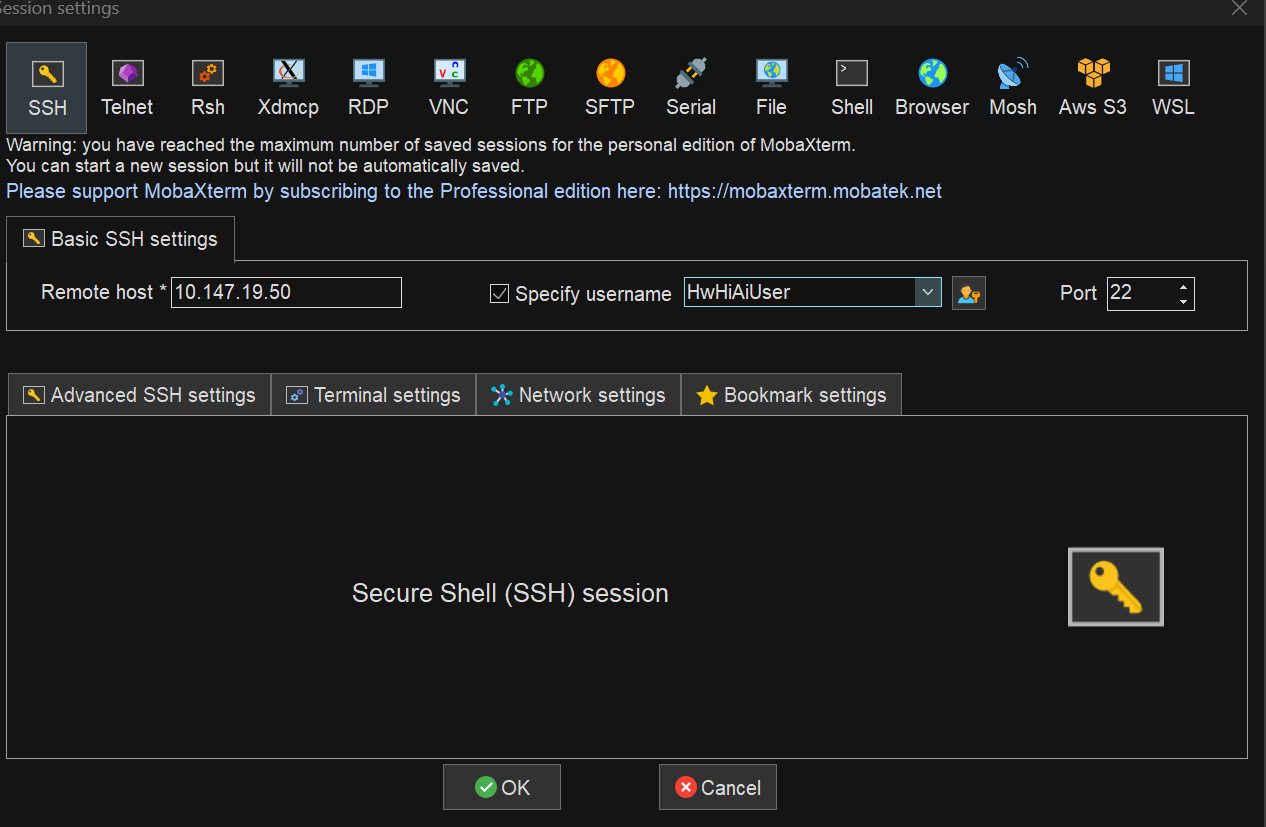 Session settings
SSH Telnet Rsh Xdmcp RDP VNC FTP SFTP Serial File Shell Browser Mosh Aws S3 WSL
Warning: you have reached the maximum number of saved sessions for the personal edition of MobaXterm.
You can start a new session but it will not be automatically saved.
Please support MobaXterm by subscribing to the Professional edition here: https://mobaxterm.mobatek.net
Basic SSH settings
Remote host * 10.147.19.50 Specify username HwHiAiUser Port 22
Advanced SSH settings Terminal settings Network settings Bookmark settings
Secure Shell (SSH) session
OK Cancel